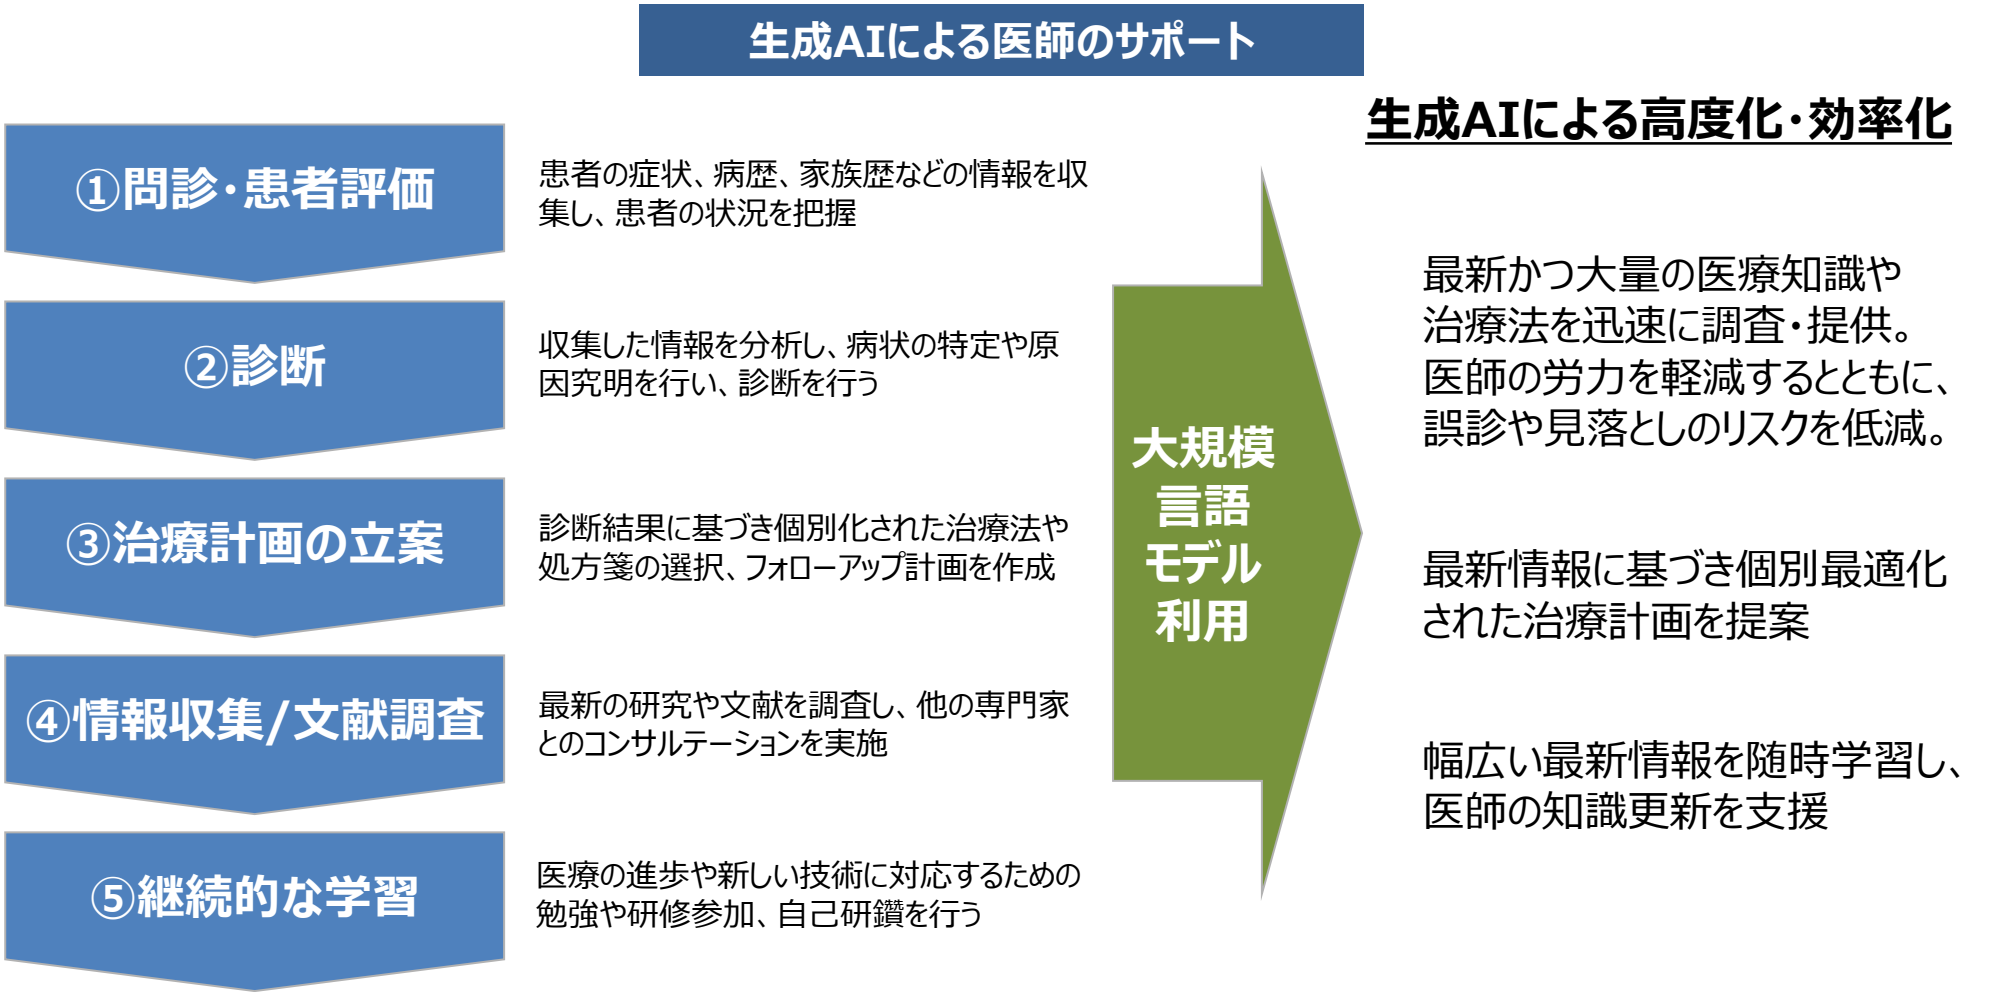 生成AIによる医師のサポート
生成AIによる高度化・効率化
①問診・患者評価
患者の症状、病歴、家族歴などの情報を収
集し、患者の状況を把握
②診断
収集した情報を分析し、病状の特定や原
因究明を行い、診断を行う
③治療計画の立案
診断結果に基づき個別化された治療法や
処方箋の選択、フォローアップ計画を作成
④情報収集/文献調査
最新の研究や文献を調査し、他の専門家
とのコンサルテーションを実施
⑤継続的な学習
医療の進歩や新しい技術に対応するための
勉強や研修参加、自己研鑽を行う
大規模
言語
モデル
利用
最新かつ大量の医療知識や
治療法を迅速に調査・提供。
医師の労力を軽減するとともに、
誤診や見落としのリスクを低減。
最新情報に基づき個別最適化
された治療計画を提案
幅広い最新情報を随時学習し、
医師の知識更新を支援